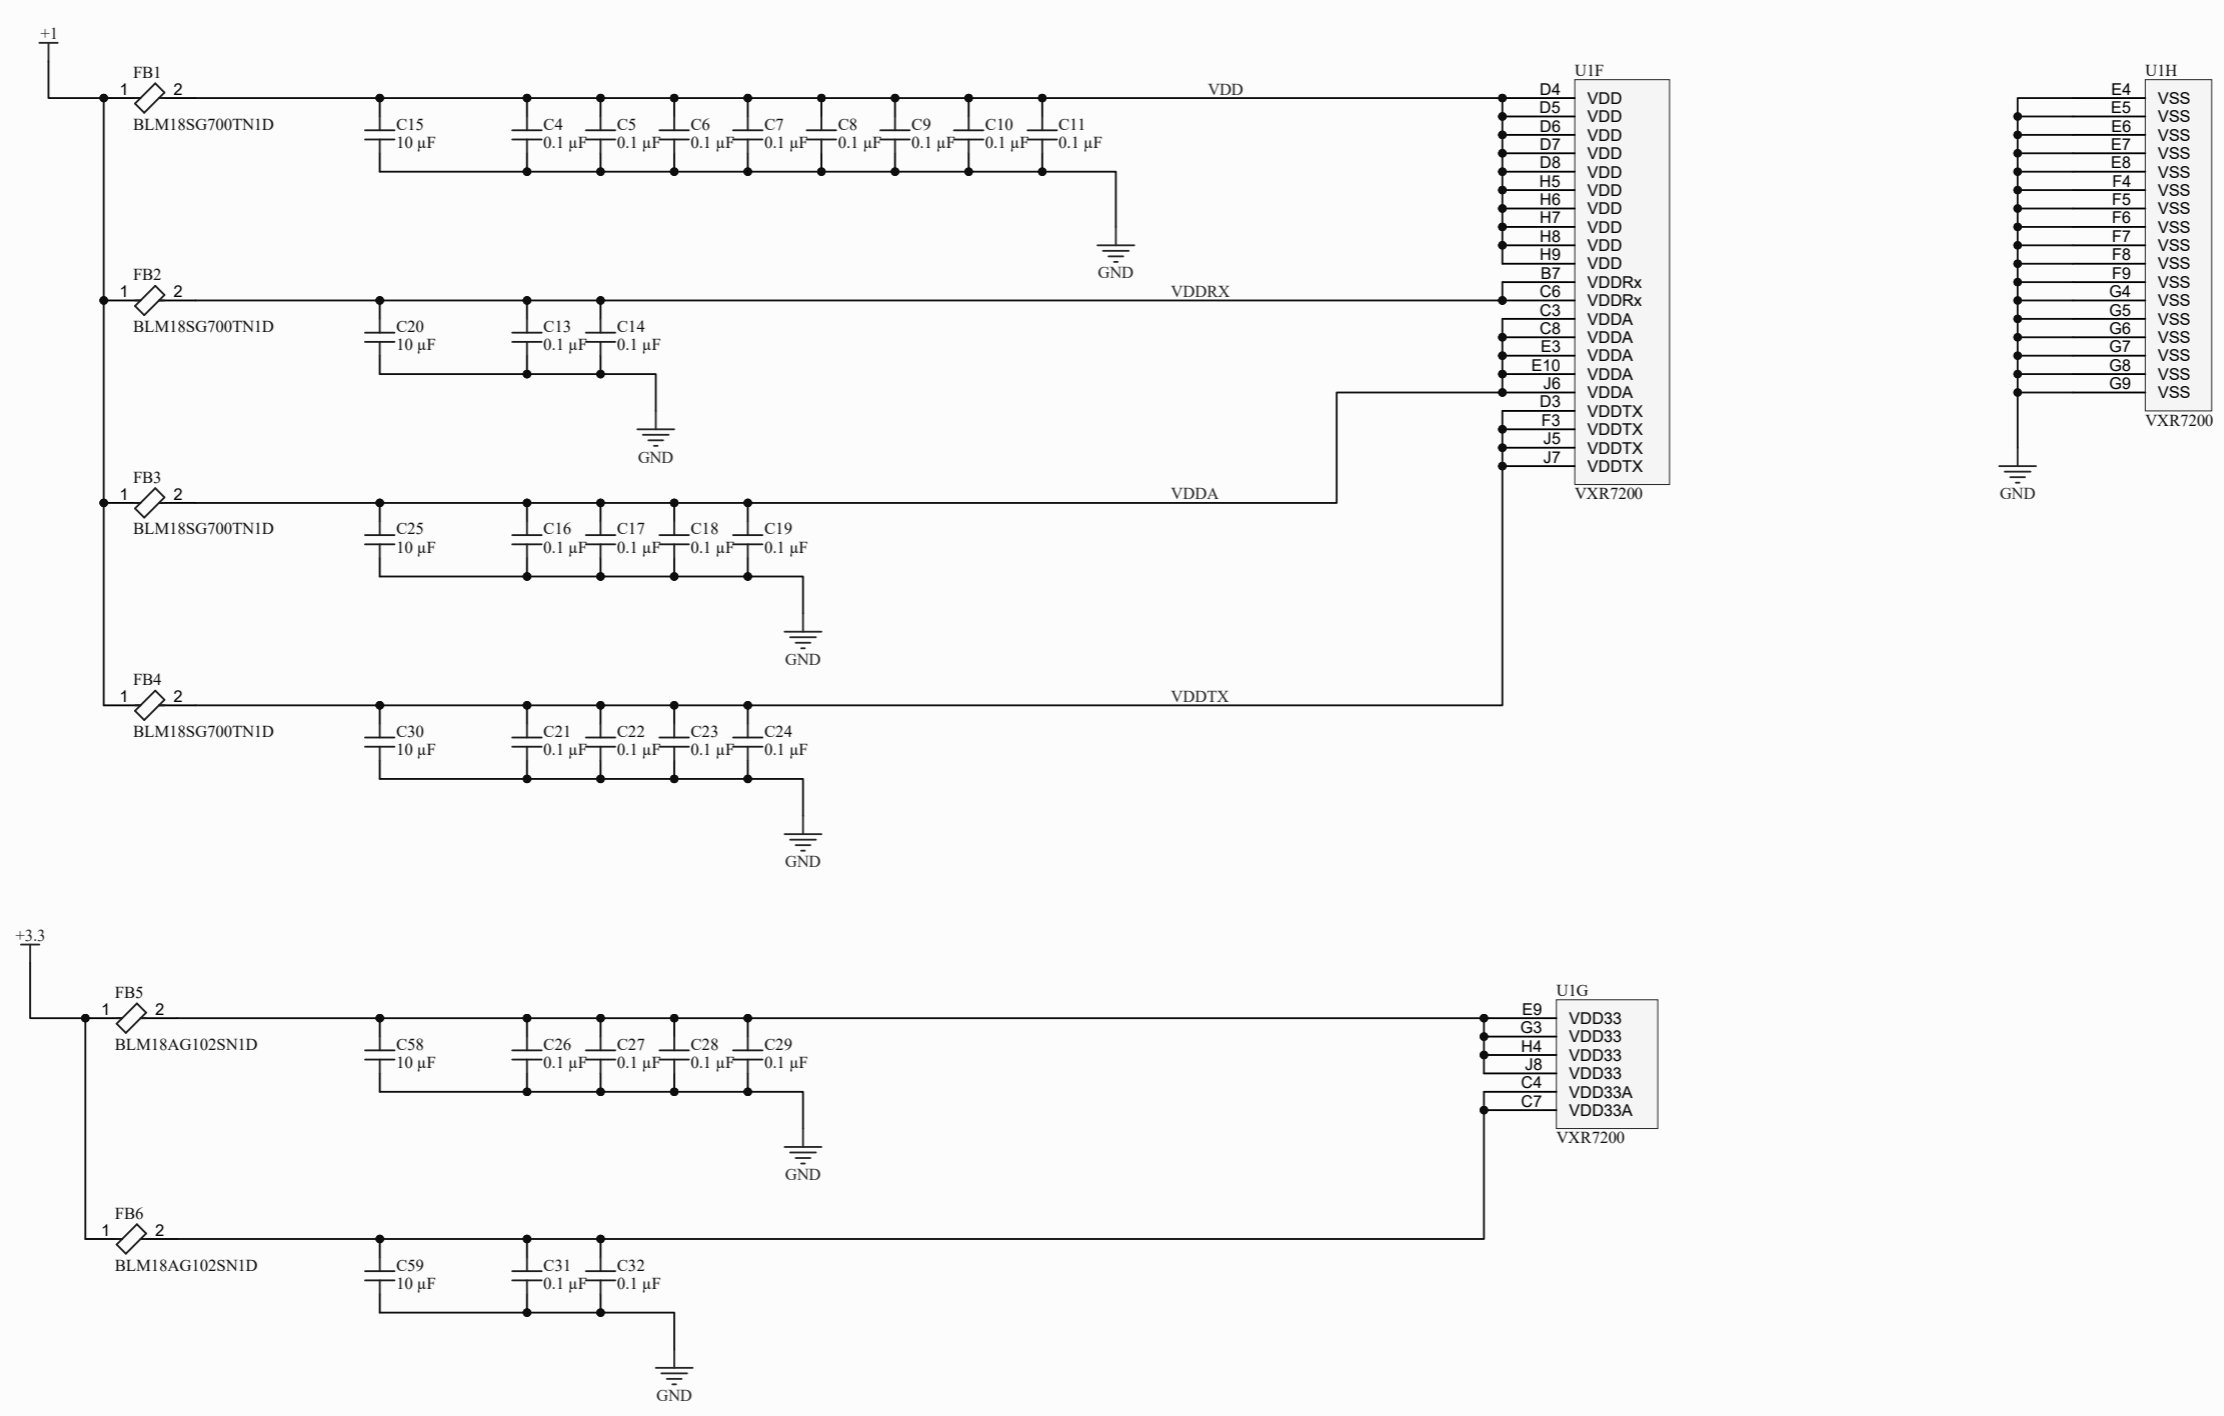 +1
FB1
1 2
BLM18SG700TN1D
C15
10 µF
C4
0.1 µF
C5
0.1 µF
C6
0.1 µF
C7
0.1 µF
C8
0.1 µF
C9
0.1 µF
C10
0.1 µF
C11
0.1 µF
GND
VDD
FB2
1 2
BLM18SG700TN1D
C20
10 µF
C13
0.1 µF
C14
0.1 µF
GND
VDDRX
FB3
1 2
BLM18SG700TN1D
C25
10 µF
C16
0.1 µF
C17
0.1 µF
C18
0.1 µF
C19
0.1 µF
GND
VDDA
FB4
1 2
BLM18SG700TN1D
C30
10 µF
C21
0.1 µF
C22
0.1 µF
C23
0.1 µF
C24
0.1 µF
GND
VDDTX
U1F
D4 VDD
D5 VDD
D6 VDD
D7 VDD
D8 VDD
H5 VDD
H6 VDD
H7 VDD
H8 VDD
H9 VDD
B7 VDDRx
C6 VDDRx
C3 VDDA
C8 VDDA
E3 VDDA
E10 VDDA
J6 VDDA
D3 VDDTX
F3 VDDTX
J5 VDDTX
J7 VDDTX
VXR7200
U1H
E4 VSS
E5 VSS
E6 VSS
E7 VSS
E8 VSS
F4 VSS
F5 VSS
F6 VSS
F7 VSS
F8 VSS
F9 VSS
G4 VSS
G5 VSS
G6 VSS
G7 VSS
G8 VSS
G9 VSS
VXR7200
GND
+3.3
FB5
1 2
BLM18AG102SN1D
C58
10 µF
C26
0.1 µF
C27
0.1 µF
C28
0.1 µF
C29
0.1 µF
GND
FB6
1 2
BLM18AG102SN1D
C59
10 µF
C31
0.1 µF
C32
0.1 µF
GND
U1G
E9 VDD33
G3 VDD33
H4 VDD33
J8 VDD33
C4 VDD33A
C7 VDD33A
VXR7200